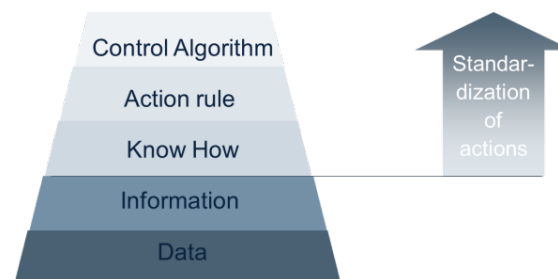 Control Algorithm
Action rule
Know How
Information
Data
Standar-
dization
of
actions